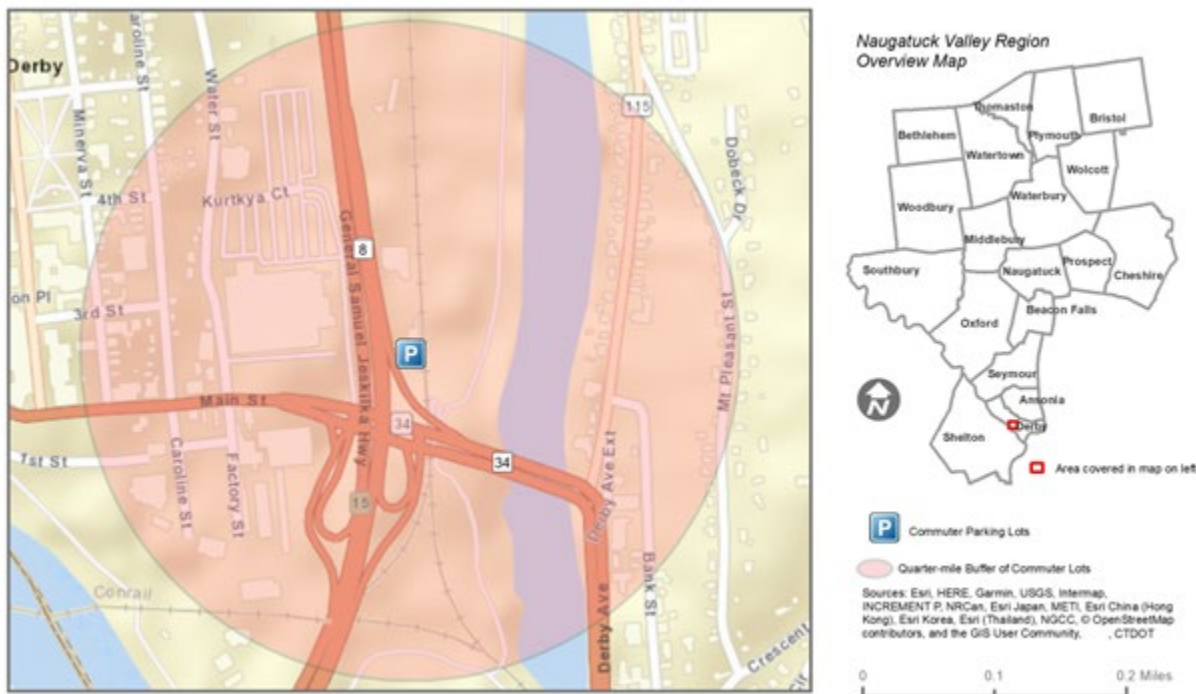 Derby
Caroline St
Minerva St
Water St
4th St
Kurtkya Ct
3rd St
on Pl
General Samuel Jeskilka Hwy
8
P
115
Dobeck Dr
Mt Pleasant St
Main St
34
34
15
1st St
Caroline St
Factory St
Derby Ave Ext
Derby Ave
Bank St
Conrail
Crescent
Naugatuck Valley Region
Overview Map
Thomaston
Bristol
Bethlehem
Plymouth
Watertown
Wolcott
Waterbury
Woodbury
Middlebury
Prospect
Southbury
Naugatuck
Cheshire
Beacon Falls
Oxford
Seymour
Ansonia
Derby
Shelton
N
Area covered in map on left
P Commuter Parking Lots
Quarter-mile Buffer of Commuter Lots
Sources: Esri, HERE, Garmin, USGS, Intermap,
INCREMENT P, NRCan, Esri Japan, METI, Esri China (Hong
Kong), Esri Korea, Esri (Thailand), NGCC, © OpenStreetMap
contributors, and the GIS User Community, , CTDOT
0 0.1 0.2 Miles